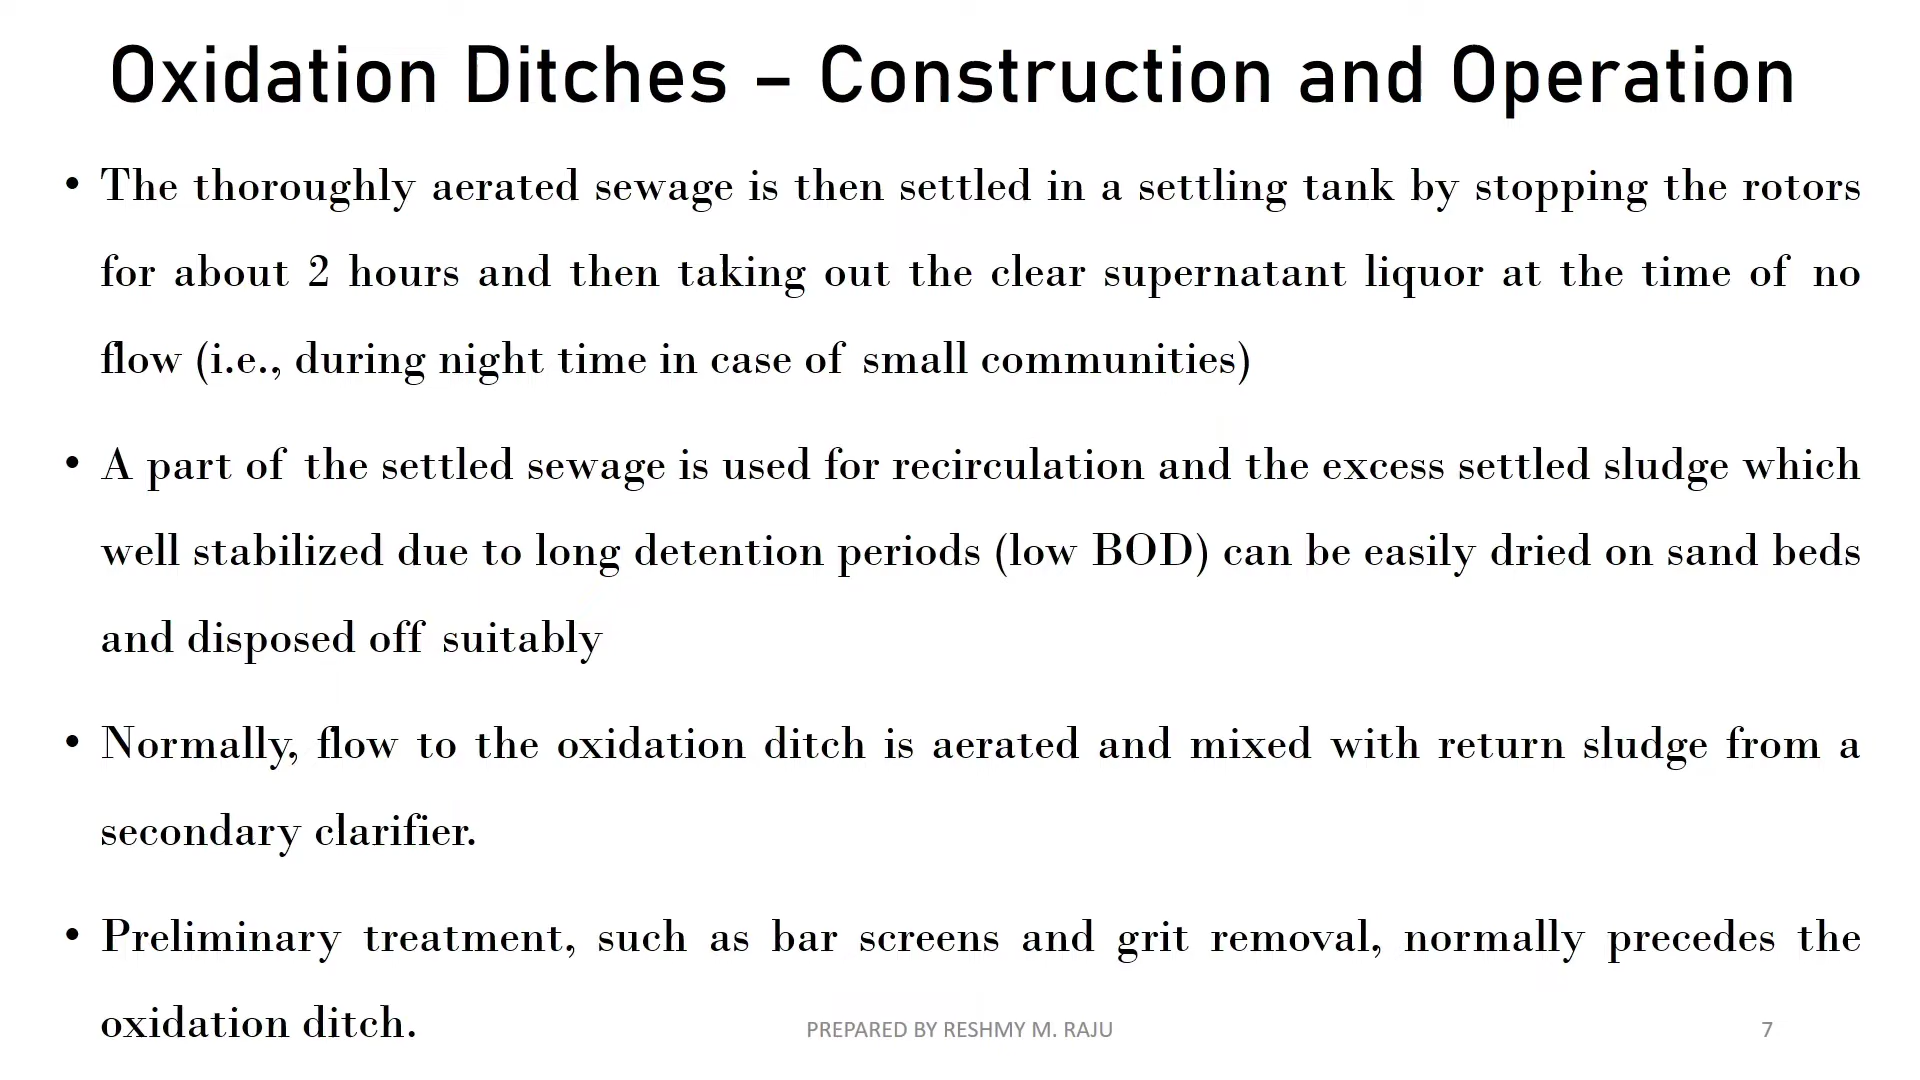 Oxidation Ditches – Construction and Operation
• The thoroughly aerated sewage is then settled in a settling tank by stopping the rotors
for about 2 hours and then taking out the clear supernatant liquor at the time of no
flow (i.e., during night time in case of small communities)
• A part of the settled sewage is used for recirculation and the excess settled sludge which
well stabilized due to long detention periods (low BOD) can be easily dried on sand beds
and disposed off suitably
• Normally, flow to the oxidation ditch is aerated and mixed with return sludge from a
secondary clarifier.
• Preliminary treatment, such as bar screens and grit removal, normally precedes the
oxidation ditch.
PREPARED BY RESHMY M. RAJU
7